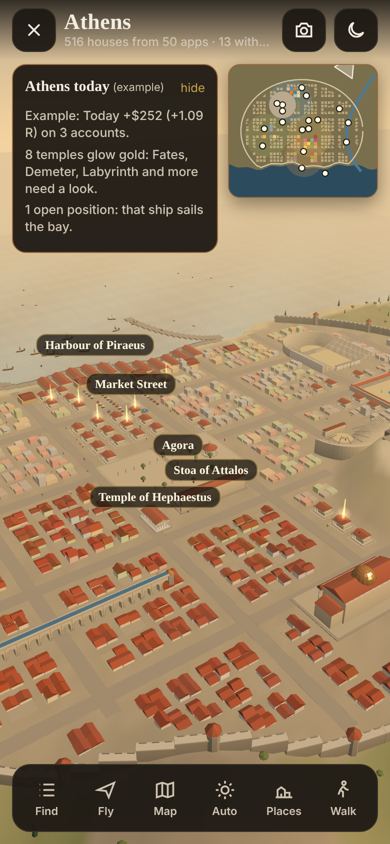 Athens
516 houses from 50 apps · 13 with...
Athens today (example) hide
Example: Today +$252 (+1.09
R) on 3 accounts.
8 temples glow gold: Fates,
Demeter, Labyrinth and more
need a look.
1 open position: that ship sails
the bay.
Harbour of Piraeus
Market Street
Agora
Stoa of Attalos
Temple of Hephaestus
Find Fly Map Auto Places Walk